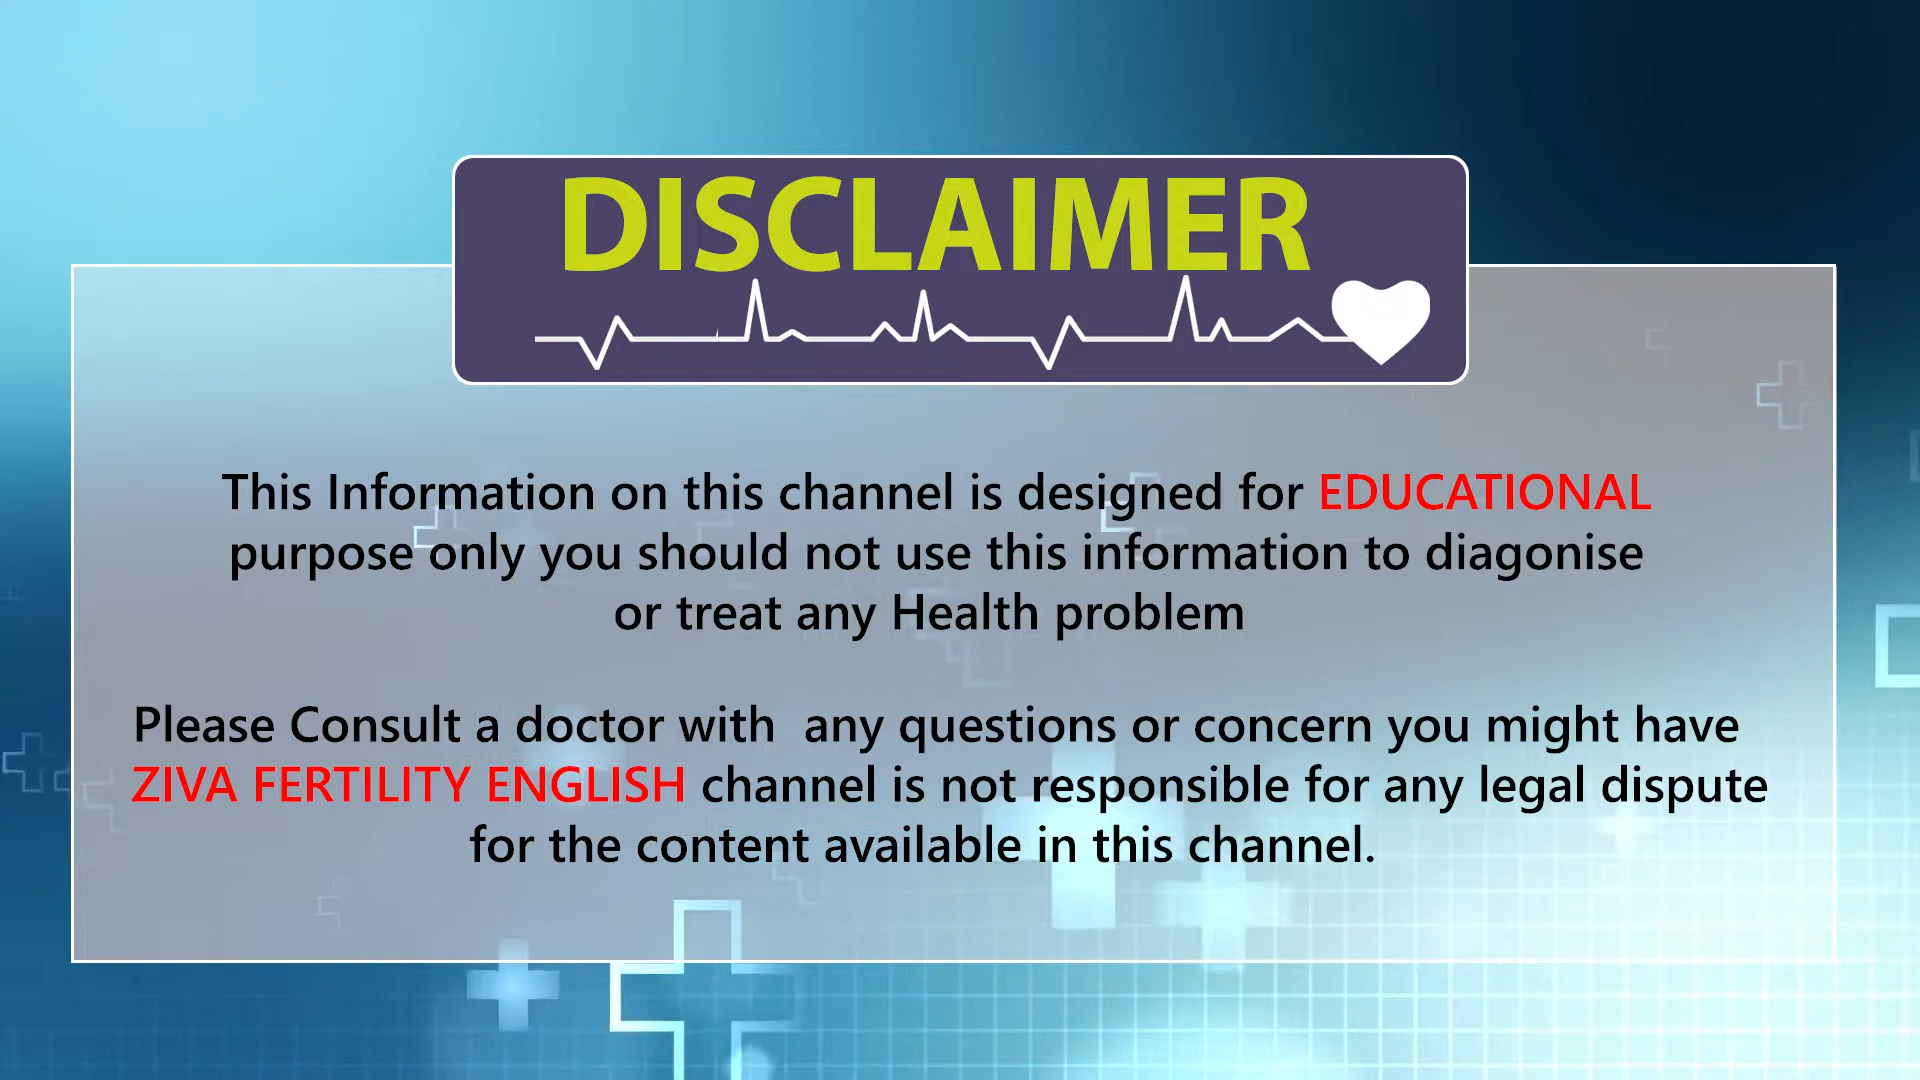 DISCLAIMER
This Information on this channel is designed for EDUCATIONAL
purpose only you should not use this information to diagonise
or treat any Health problem
Please Consult a doctor with any questions or concern you might have
ZIVA FERTILITY ENGLISH channel is not responsible for any legal dispute
for the content available in this channel.